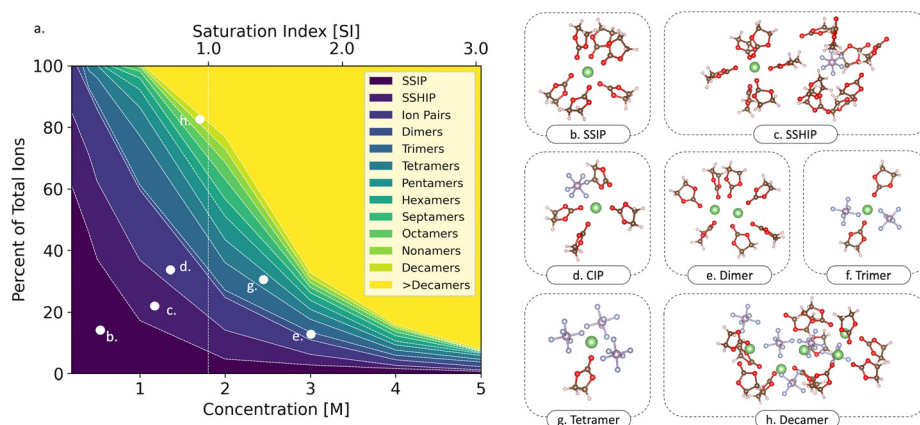 a.
Saturation Index [SI]
1.0 2.0 3.0
100
80
60
40
20
0
Percent of Total Ions
SSIP
SSHIP
Ion Pairs
Dimers
Trimers
Tetramers
Pentamers
Hexamers
Septamers
Octamers
Nonamers
Decamers
>Decamers
h.
d.
g.
c.
b.
e.
1 2 3 4 5
Concentration [M]
b. SSIP
c. SSHIP
d. CIP
e. Dimer
f. Trimer
g. Tetramer
h. Decamer